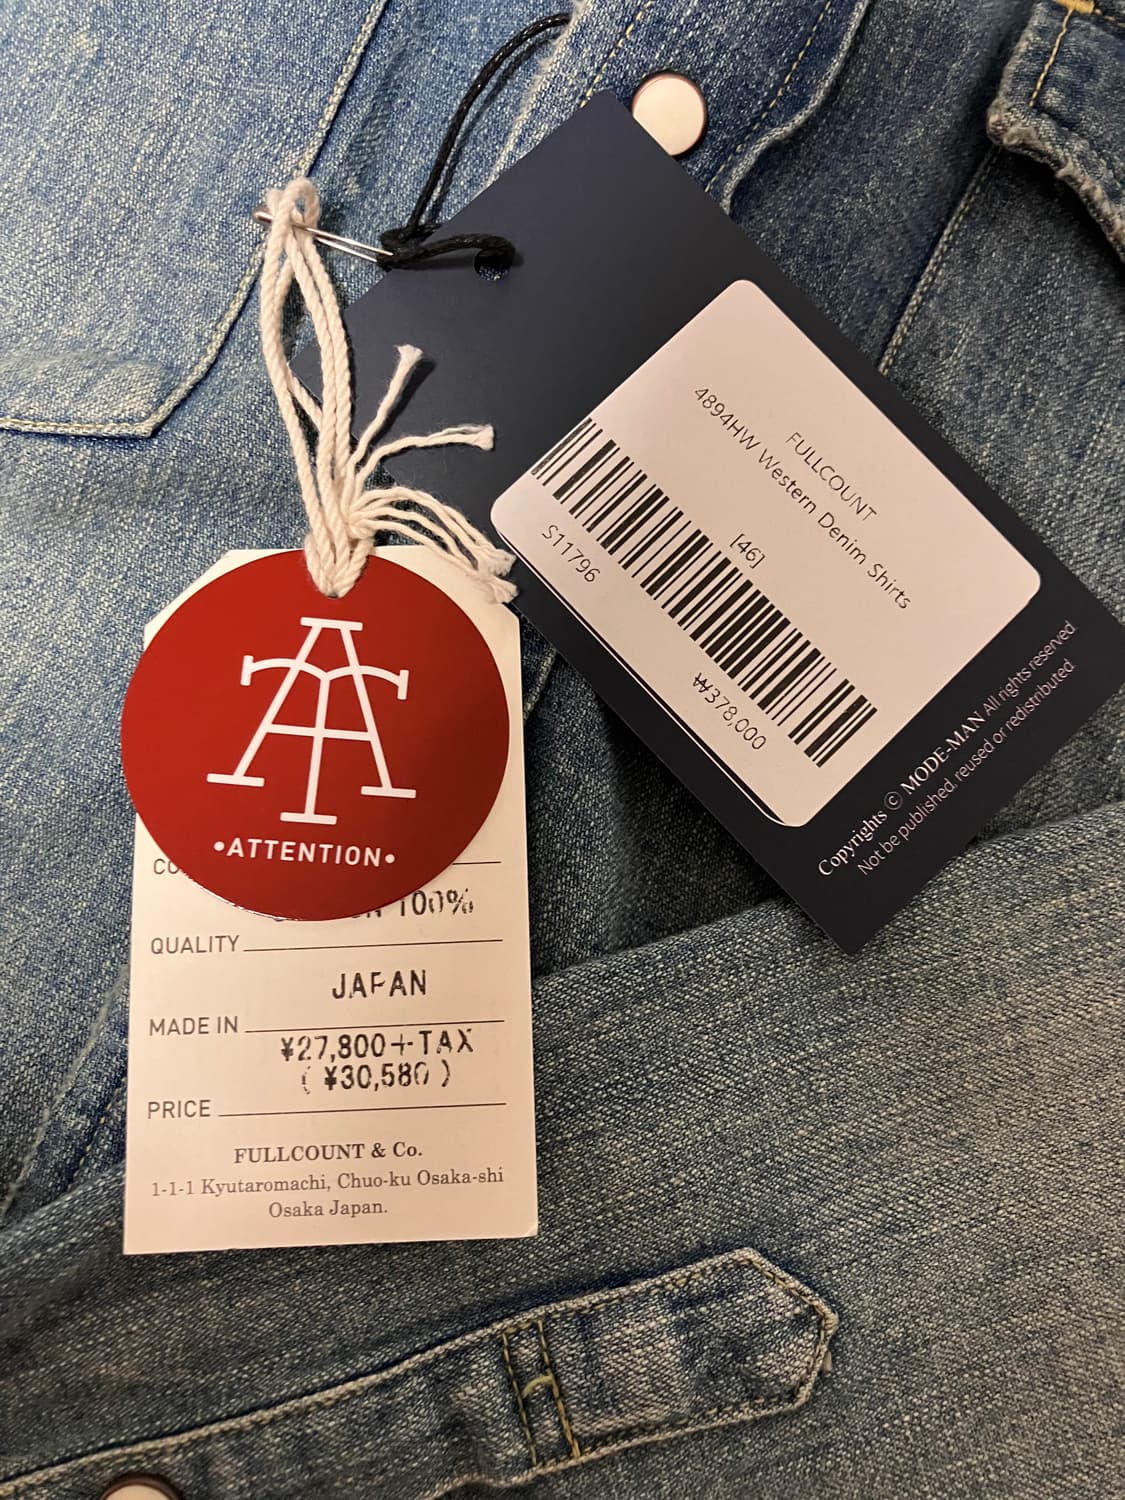 FULLCOUNT
4894HW Western Denim Shirts
[46]
S11796
₩378,000
Copyrights © MODE-MAN All rights reserved
Not be published, reused or redistributed
AT
•ATTENTION•
100%
QUALITY
JAPAN
MADE IN
¥27,800+TAX
( ¥30,580 )
PRICE
FULLCOUNT & Co.
1-1-1 Kyutaromachi, Chuo-ku Osaka-shi
Osaka Japan.